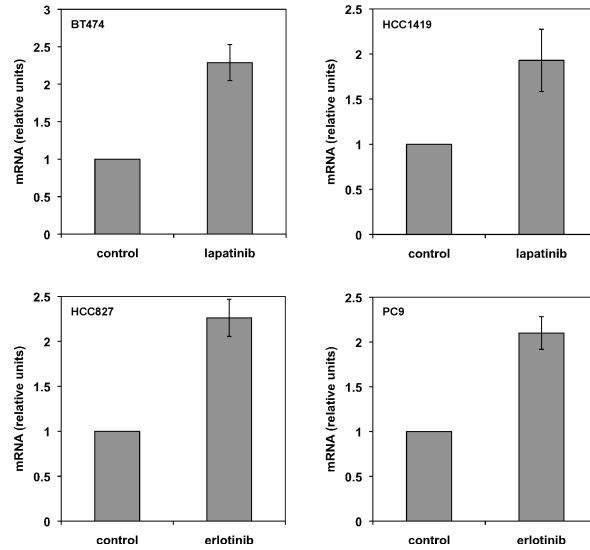 BT474
mRNA (relative units)
3
2.5
2
1.5
1
0.5
0
control lapatinib
HCC1419
mRNA (relative units)
2.5
2
1.5
1
0.5
0
control lapatinib
HCC827
mRNA (relative units)
2.5
2
1.5
1
0.5
0
control erlotinib
PC9
mRNA (relative units)
2.5
2
1.5
1
0.5
0
control erlotinib